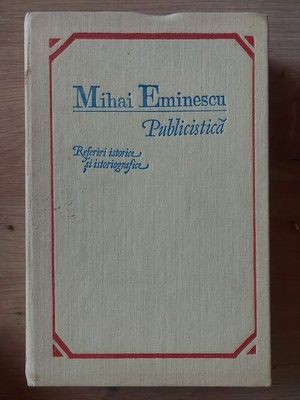 Mihai Eminescu
Publicistică
Referiri istorice
și istoriografice